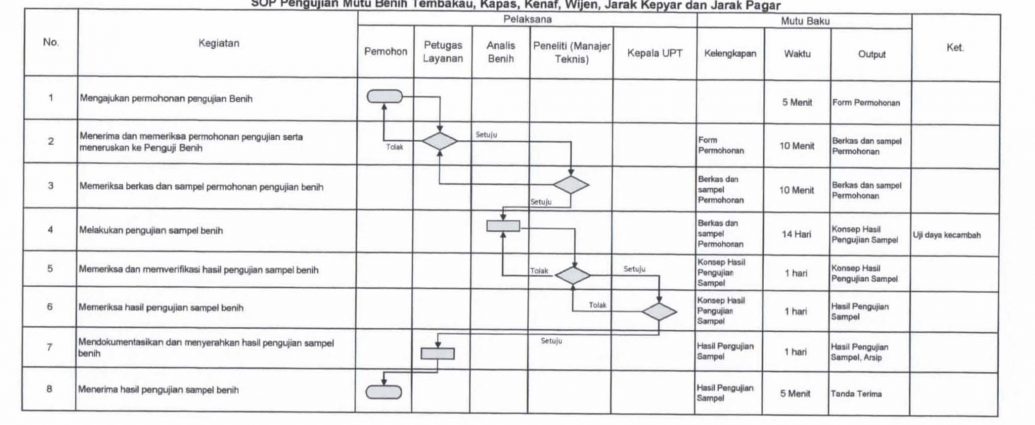 SOP Pengujian Mutu Benih Tembakau, Kapas, Kenaf, Wijen, Jarak Kepyar dan Jarak Pagar
No.
Kegiatan
Pelaksana
Mutu Baku
Ket.
Pemohon
Petugas
Layanan
Analis
Benih
Peneliti (Manajer
Teknis)
Kepala UPT
Kelengkapan
Waktu
Output
1
Mengajukan permohonan pengujian Benih
5 Menit
Form Permohonan
2
Menerima dan memeriksa permohonan pengujian serta
meneruskan ke Penguji Benih
Tolak
Setuju
Form
Permohonan
10 Menit
Berkas dan sampel
Permohonan
3
Memeriksa berkas dan sampel permohonan pengujian benih
Setuju
Berkas dan
sampel
Permohonan
10 Menit
Berkas dan sampel
Permohonan
4
Melakukan pengujian sampel benih
Berkas dan
sampel
Permohonan
14 Hari
Konsep Hasil
Pengujian Sampel
Uji daya kecambah
5
Memeriksa dan memverifikasi hasil pengujian sampel benih
Tolak
Setuju
Konsep Hasil
Pengujian
Sampel
1 hari
Konsep Hasil
Pengujian Sampel
6
Memeriksa hasil pengujian sampel benih
Tolak
Konsep Hasil
Pengujian
Sampel
1 hari
Hasil Pengujian
Sampel
7
Mendokumentasikan dan menyerahkan hasil pengujian sampel
benih
Setuju
Hasil Pengujian
Sampel
1 hari
Hasil Pengujian
Sampel, Arsip
8
Menerima hasil pengujian sampel benih
Hasil Pengujian
Sampel
5 Menit
Tanda Terima